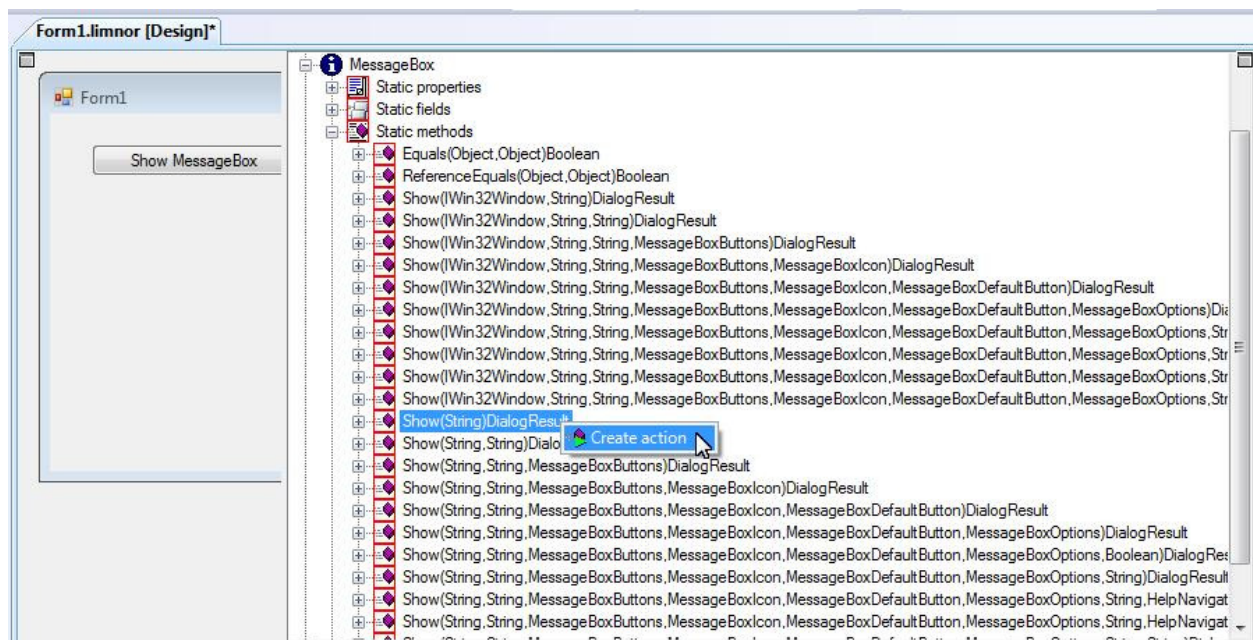 Form1.limnor [Design]*
Form1
Show MessageBox
MessageBox
Static properties
Static fields
Static methods
Equals(Object,Object)Boolean
ReferenceEquals(Object,Object)Boolean
Show(IWin32Window,String)DialogResult
Show(IWin32Window,String,String)DialogResult
Show(IWin32Window,String,String,MessageBoxButtons)DialogResult
Show(IWin32Window,String,String,MessageBoxButtons,MessageBoxIcon)DialogResult
Show(IWin32Window,String,String,MessageBoxButtons,MessageBoxIcon,MessageBoxDefaultButton)DialogResult
Show(IWin32Window,String,String,MessageBoxButtons,MessageBoxIcon,MessageBoxDefaultButton,MessageBoxOptions)Dia
Show(IWin32Window,String,String,MessageBoxButtons,MessageBoxIcon,MessageBoxDefaultButton,MessageBoxOptions,Str
Show(IWin32Window,String,String,MessageBoxButtons,MessageBoxIcon,MessageBoxDefaultButton,MessageBoxOptions,Str
Show(IWin32Window,String,String,MessageBoxButtons,MessageBoxIcon,MessageBoxDefaultButton,MessageBoxOptions,Str
Show(IWin32Window,String,String,MessageBoxButtons,MessageBoxIcon,MessageBoxDefaultButton,MessageBoxOptions,Str
Show(String)DialogResult
Create action
Show(String,String)Dialo
Show(String,String,MessageBoxButtons)DialogResult
Show(String,String,MessageBoxButtons,MessageBoxIcon)DialogResult
Show(String,String,MessageBoxButtons,MessageBoxIcon,MessageBoxDefaultButton)DialogResult
Show(String,String,MessageBoxButtons,MessageBoxIcon,MessageBoxDefaultButton,MessageBoxOptions)DialogResult
Show(String,String,MessageBoxButtons,MessageBoxIcon,MessageBoxDefaultButton,MessageBoxOptions,Boolean)DialogRes
Show(String,String,MessageBoxButtons,MessageBoxIcon,MessageBoxDefaultButton,MessageBoxOptions,String)DialogResult
Show(String,String,MessageBoxButtons,MessageBoxIcon,MessageBoxDefaultButton,MessageBoxOptions,String,HelpNavigat
Show(String,String,MessageBoxButtons,MessageBoxIcon,MessageBoxDefaultButton,MessageBoxOptions,String,HelpNavigat